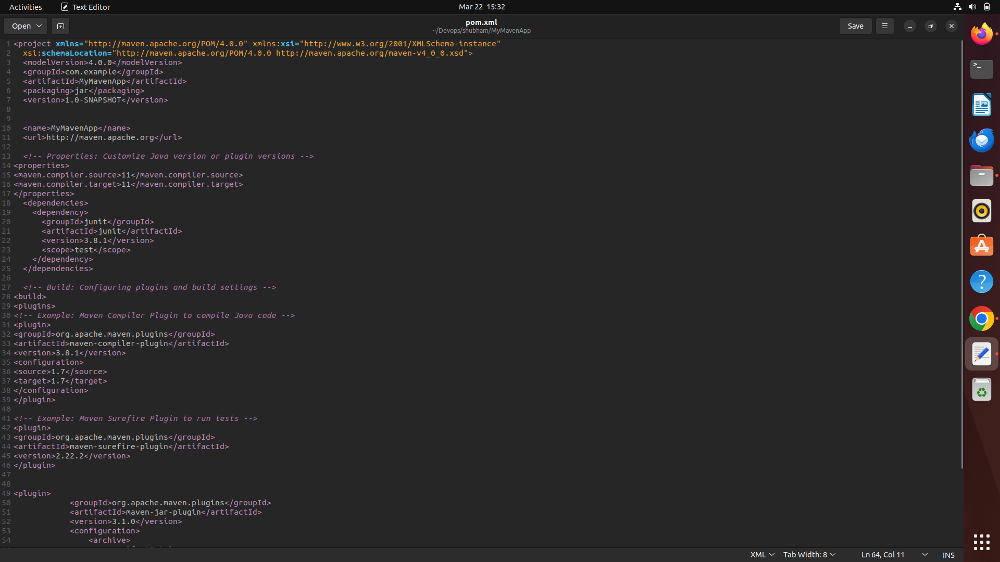 Activities
Text Editor
Mar 22 15:32
Open
pom.xml
~/Devops/shubham/MyMavenApp
Save
1 <project xmlns="http://maven.apache.org/POM/4.0.0" xmlns:xsi="http://www.w3.org/2001/XMLSchema-instance"
2   xsi:schemaLocation="http://maven.apache.org/POM/4.0.0 http://maven.apache.org/maven-v4_0_0.xsd">
3   <modelVersion>4.0.0</modelVersion>
4   <groupId>com.example</groupId>
5   <artifactId>MyMavenApp</artifactId>
6   <packaging>jar</packaging>
7   <version>1.0-SNAPSHOT</version>
8
9
10   <name>MyMavenApp</name>
11   <url>http://maven.apache.org</url>
12
13   <!-- Properties: Customize Java version or plugin versions -->
14 <properties>
15 <maven.compiler.source>11</maven.compiler.source>
16 <maven.compiler.target>11</maven.compiler.target>
17 </properties>
18   <dependencies>
19     <dependency>
20       <groupId>junit</groupId>
21       <artifactId>junit</artifactId>
22       <version>3.8.1</version>
23       <scope>test</scope>
24     </dependency>
25   </dependencies>
26
27   <!-- Build: Configuring plugins and build settings -->
28 <build>
29 <plugins>
30 <!-- Example: Maven Compiler Plugin to compile Java code -->
31 <plugin>
32 <groupId>org.apache.maven.plugins</groupId>
33 <artifactId>maven-compiler-plugin</artifactId>
34 <version>3.8.1</version>
35 <configuration>
36 <source>1.7</source>
37 <target>1.7</target>
38 </configuration>
39 </plugin>
40
41 <!-- Example: Maven Surefire Plugin to run tests -->
42 <plugin>
43 <groupId>org.apache.maven.plugins</groupId>
44 <artifactId>maven-surefire-plugin</artifactId>
45 <version>2.22.2</version>
46 </plugin>
47
48
49 <plugin>
50             <groupId>org.apache.maven.plugins</groupId>
51             <artifactId>maven-jar-plugin</artifactId>
52             <version>3.1.0</version>
53             <configuration>
54                 <archive>
XML
Tab Width: 8
Ln 64, Col 11
INS